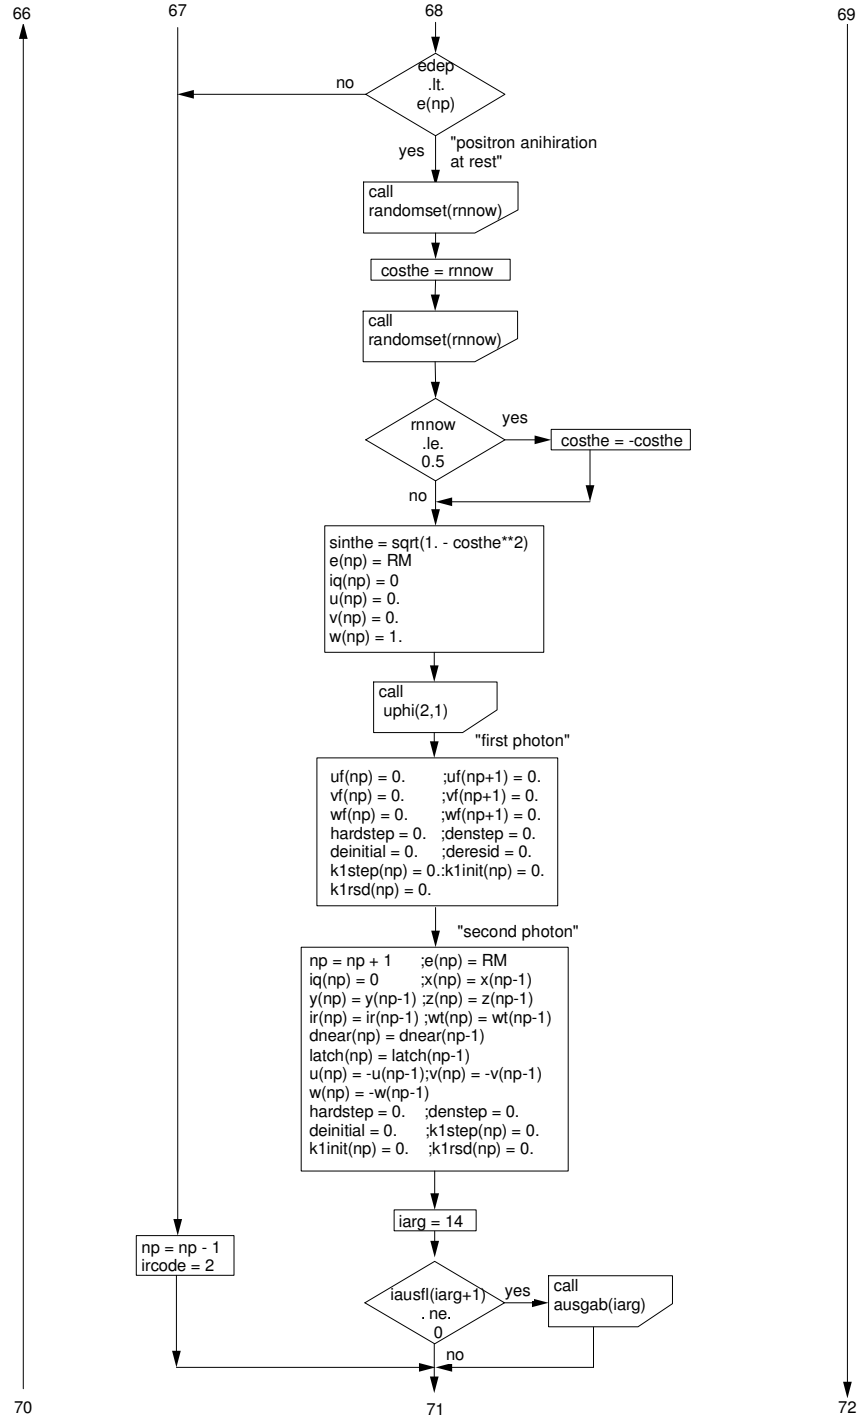 66
67
68
69
edep
.lt.
e(np)
no
yes
"positron anihiration
at rest"
call
randomset(rnnow)
costhe = rnnow
call
randomset(rnnow)
rnnow
.le.
0.5
yes
costhe = -costhe
no
sinthe = sqrt(1. - costhe**2)
e(np) = RM
iq(np) = 0
u(np) = 0.
v(np) = 0.
w(np) = 1.
call
uphi(2,1)
"first photon"
uf(np) = 0. ;uf(np+1) = 0.
vf(np) = 0. ;vf(np+1) = 0.
wf(np) = 0. ;wf(np+1) = 0.
hardstep = 0. ;denstep = 0.
deinitial = 0. ;deresid = 0.
k1step(np) = 0.;k1init(np) = 0.
k1rsd(np) = 0.
"second photon"
np = np + 1 ;e(np) = RM
iq(np) = 0 ;x(np) = x(np-1)
y(np) = y(np-1) ;z(np) = z(np-1)
ir(np) = ir(np-1) ;wt(np) = wt(np-1)
dnear(np) = dnear(np-1)
latch(np) = latch(np-1)
u(np) = -u(np-1);v(np) = -v(np-1)
w(np) = -w(np-1)
hardstep = 0. ;denstep = 0.
deinitial = 0. ;k1step(np) = 0.
k1init(np) = 0. ;k1rsd(np) = 0.
iarg = 14
np = np - 1
ircode = 2
iausfl(iarg+1)
. ne.
0
yes
call
ausgab(iarg)
no
70
71
72